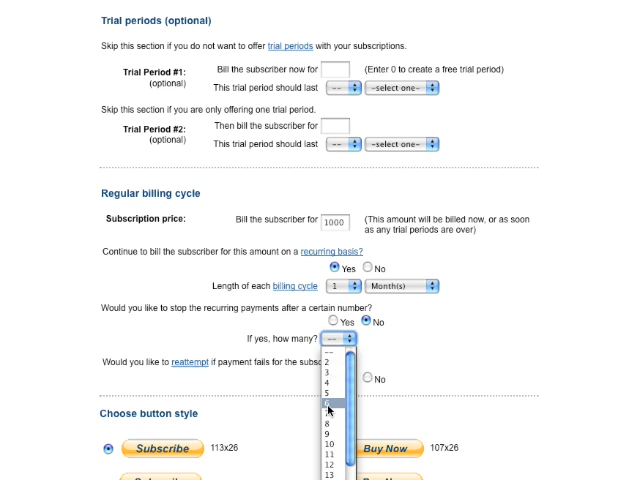 Trial periods (optional)
Skip this section if you do not want to offer trial periods with your subscriptions.
Trial Period #1: Bill the subscriber now for (Enter 0 to create a free trial period)
(optional) This trial period should last -- -select one-
Skip this section if you are only offering one trial period.
Trial Period #2: Then bill the subscriber for
(optional) This trial period should last -- -select one-
Regular billing cycle
Subscription price: Bill the subscriber for 1000 (This amount will be billed now, or as soon
as any trial periods are over)
Continue to bill the subscriber for this amount on a recurring basis?
Yes No
Length of each billing cycle 1 Month(s)
Would you like to stop the recurring payments after a certain number?
Yes No
If yes, how many? --
--
Would you like to reattempt if payment fails for the subsc
2
3
4
No
5
6
Choose button style
8
9
Subscribe 113x26 Buy Now 107x26
10
11
12
13